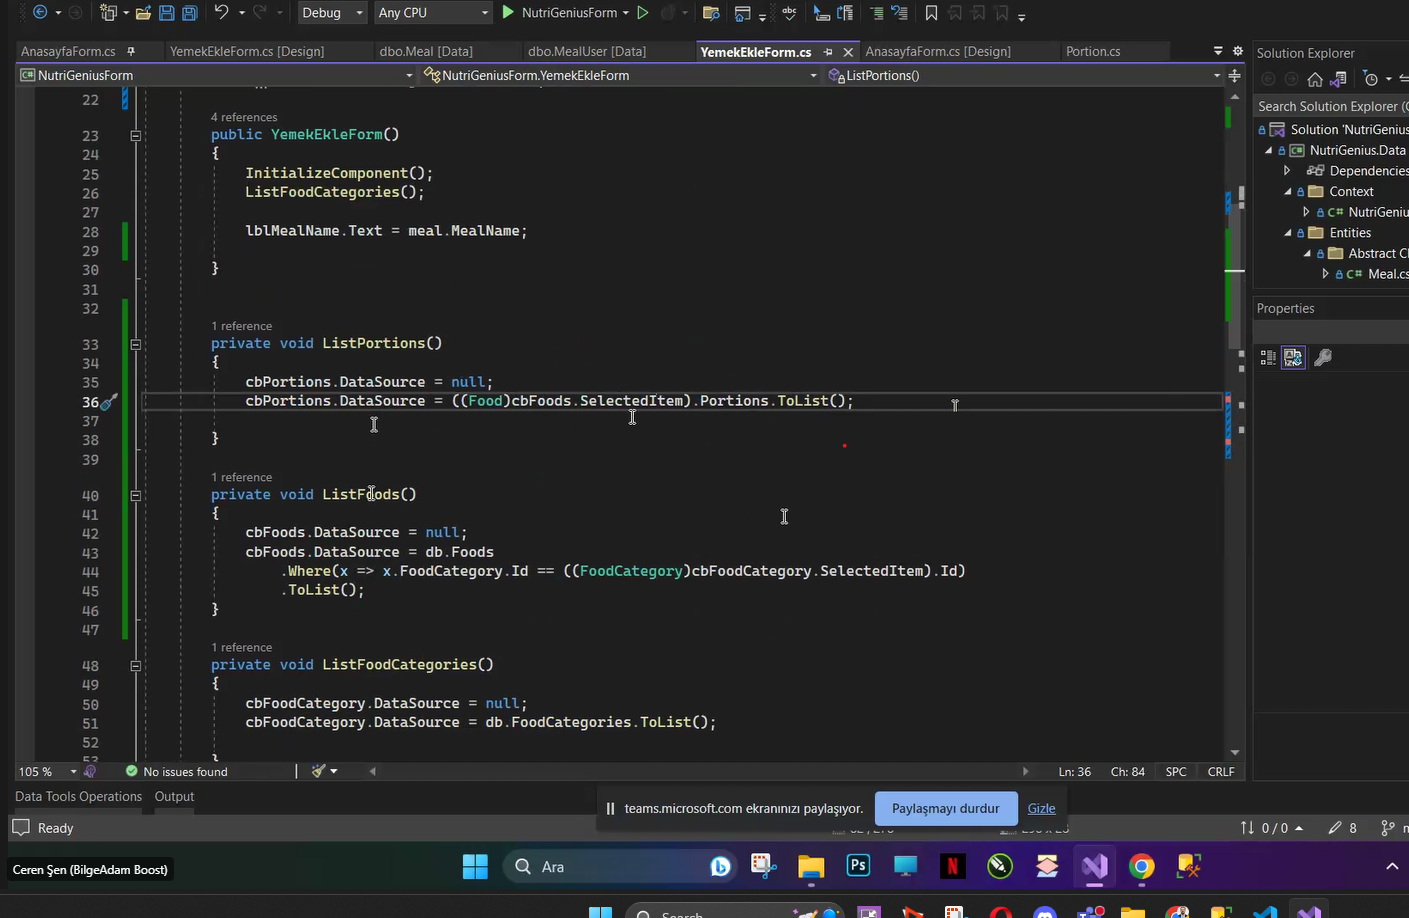 Debug Any CPU NutriGeniusForm
AnasayfaForm.cs YemekEkleForm.cs [Design] dbo.Meal [Data] dbo.MealUser [Data] YemekEkleForm.cs AnasayfaForm.cs [Design] Portion.cs
NutriGeniusForm NutriGeniusForm.YemekEkleForm ListPortions()
22
4 references
23 public YemekEkleForm()
24 {
25 InitializeComponent();
26 ListFoodCategories();
27
28 lblMealName.Text = meal.MealName;
29
30 }
31
32
1 reference
33 private void ListPortions()
34 {
35 cbPortions.DataSource = null;
36 cbPortions.DataSource = ((Food)cbFoods.SelectedItem).Portions.ToList();
37
38 }
39
1 reference
40 private void ListFoods()
41 {
42 cbFoods.DataSource = null;
43 cbFoods.DataSource = db.Foods
44 .Where(x => x.FoodCategory.Id == ((FoodCategory)cbFoodCategory.SelectedItem).Id)
45 .ToList();
46 }
47
1 reference
48 private void ListFoodCategories()
49 {
50 cbFoodCategory.DataSource = null;
51 cbFoodCategory.DataSource = db.FoodCategories.ToList();
52
53 }
105 % No issues found Ln: 36 Ch: 84 SPC CRLF
Solution Explorer
Search Solution Explorer (
Solution 'NutriGenius
NutriGenius.Data
Dependencies
Context
C# NutriGeniu
Entities
Abstract Cl
C# Meal.cs
Properties
Data Tools Operations Output
teams.microsoft.com ekranınızı paylaşıyor. Paylaşmayı durdur Gizle
Ready 0 / 0 8
Ceren Şen (BilgeAdam Boost)
Ara
Ps
N
Search